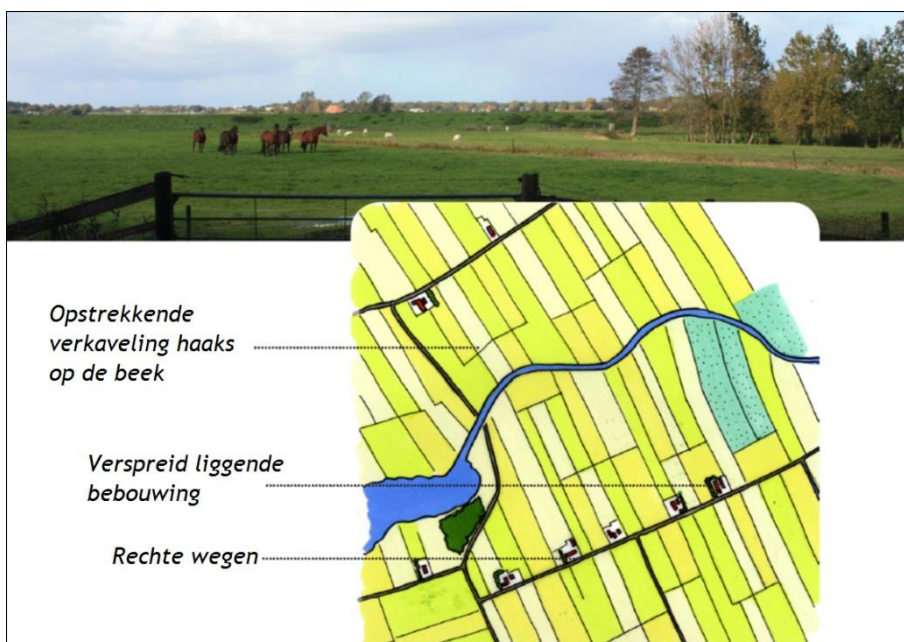 Opstrekkende
verkaveling haaks
op de beek
Verspreid liggende
bebouwing
Rechte wegen